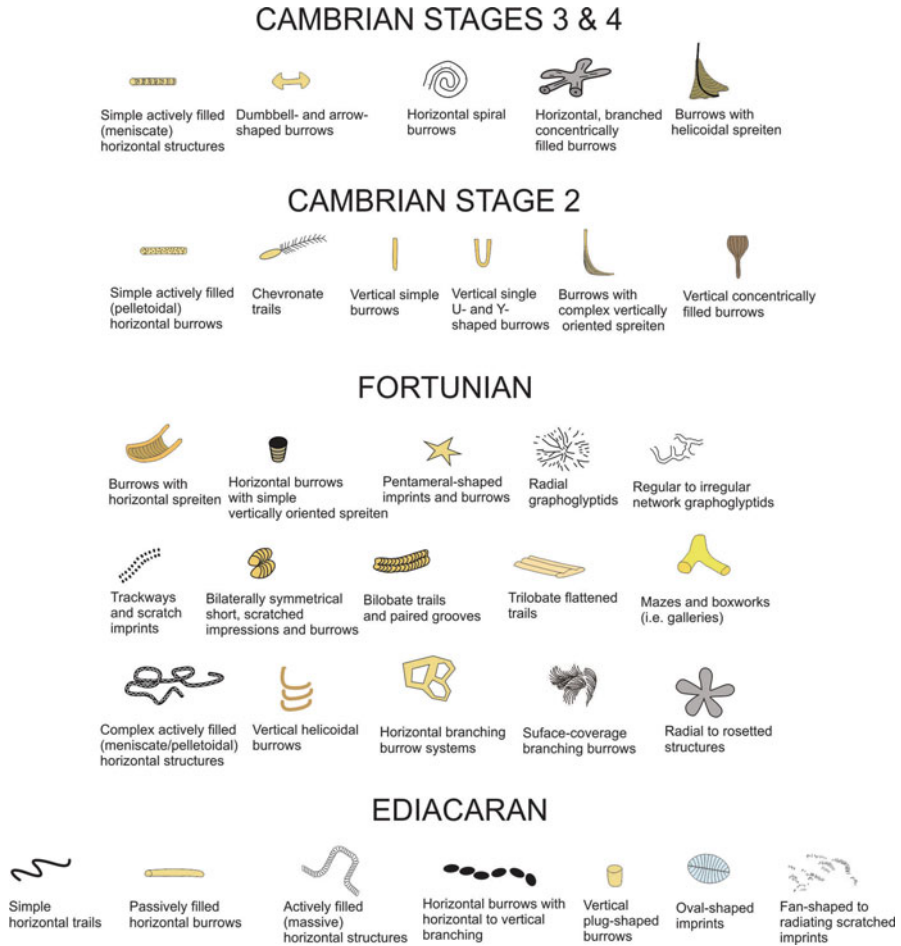 CAMBRIAN STAGES 3 & 4
Simple actively filled
(meniscate)
horizontal structures
Dumbbell- and arrow-
shaped burrows
Horizontal spiral
burrows
Horizontal, branched
concentrically
filled burrows
Burrows with
helicoidal spreiten
CAMBRIAN STAGE 2
Simple actively filled
(pelletoidal)
horizontal burrows
Chevronate
trails
Vertical simple
burrows
Vertical single
U- and Y-
shaped burrows
Burrows with
complex vertically
oriented spreiten
Vertical concentrically
filled burrows
FORTUNIAN
Burrows with
horizontal spreiten
Horizontal burrows
with simple
vertically oriented spreiten
Pentameral-shaped
imprints and burrows
Radial
graphoglyptids
Regular to irregular
network graphoglyptids
Trackways
and scratch
imprints
Bilaterally symmetrical
short, scratched
impressions and burrows
Bilobate trails
and paired grooves
Trilobate flattened
trails
Mazes and boxworks
(i.e. galleries)
Complex actively filled
(meniscate/pelletoidal)
horizontal structures
Vertical helicoidal
burrows
Horizontal branching
burrow systems
Suface-coverage
branching burrows
Radial to rosetted
structures
EDIACARAN
Simple
horizontal trails
Passively filled
horizontal burrows
Actively filled
(massive)
horizontal structures
Horizontal burrows with
horizontal to vertical
branching
Vertical
plug-shaped
burrows
Oval-shaped
imprints
Fan-shaped to
radiating scratched
imprints